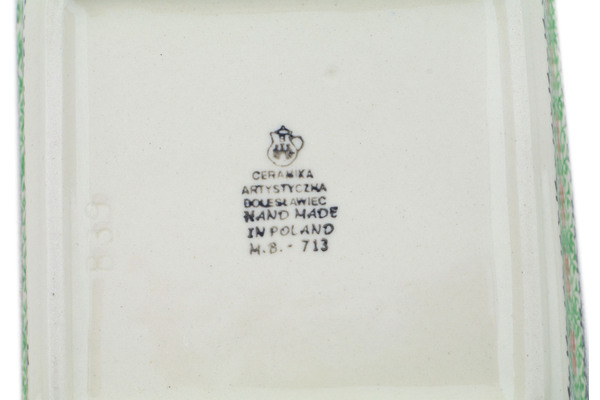 CERAMIKA
ARTYSTYCZNA
BOLESŁAWIEC
HAND MADE
IN POLAND
M.B. - 713